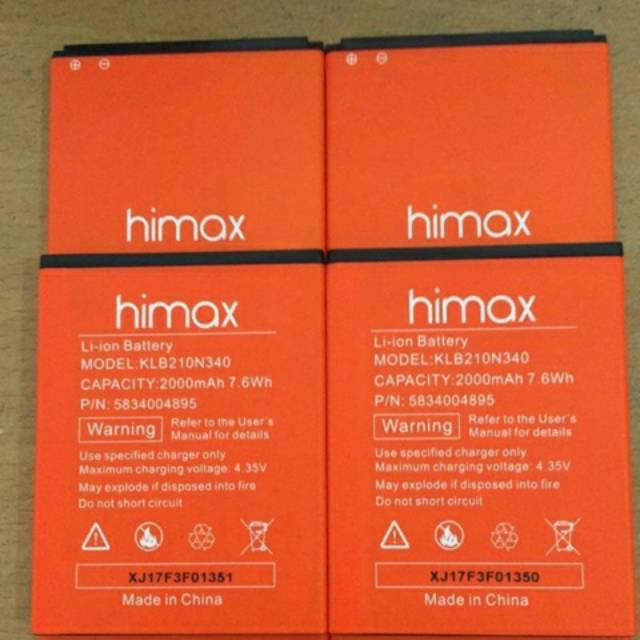 himax
himax
himax
Li-ion Battery
MODEL:KLB210N340
CAPACITY:2000mAh 7.6Wh
P/N: 5834004895
Warning
Refer to the User's
Manual for details
Use specified charger only
Maximum charging voltage: 4.35V
May explode if disposed into fire
Do not short circuit
XJ17F3F01351
Made in China
himax
Li-ion Battery
MODEL:KLB210N340
CAPACITY:2000mAh 7.6Wh
P/N: 5834004895
Warning
Refer to the User's
Manual for details
Use specified charger only
Maximum charging voltage: 4.35V
May explode if disposed into fire
Do not short circuit
XJ17F3F01350
Made in China